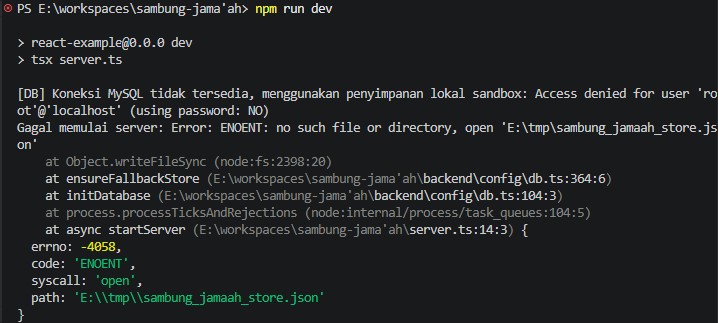 PS E:\workspaces\sambung-jama'ah> npm run dev
> react-example@0.0.0 dev
> tsx server.ts
[DB] Koneksi MySQL tidak tersedia, menggunakan penyimpanan lokal sandbox: Access denied for user 'ro
ot'@'localhost' (using password: NO)
Gagal memulai server: Error: ENOENT: no such file or directory, open 'E:\tmp\sambung_jamaah_store.js
on'
at Object.writeFileSync (node:fs:2398:20)
at ensureFallbackStore (E:\workspaces\sambung-jama'ah\backend\config\db.ts:364:6)
at initDatabase (E:\workspaces\sambung-jama'ah\backend\config\db.ts:104:3)
at process.processTicksAndRejections (node:internal/process/task_queues:104:5)
at async startServer (E:\workspaces\sambung-jama'ah\server.ts:14:3) {
errno: -4058,
code: 'ENOENT',
syscall: 'open',
path: 'E:\\tmp\\sambung_jamaah_store.json'
}